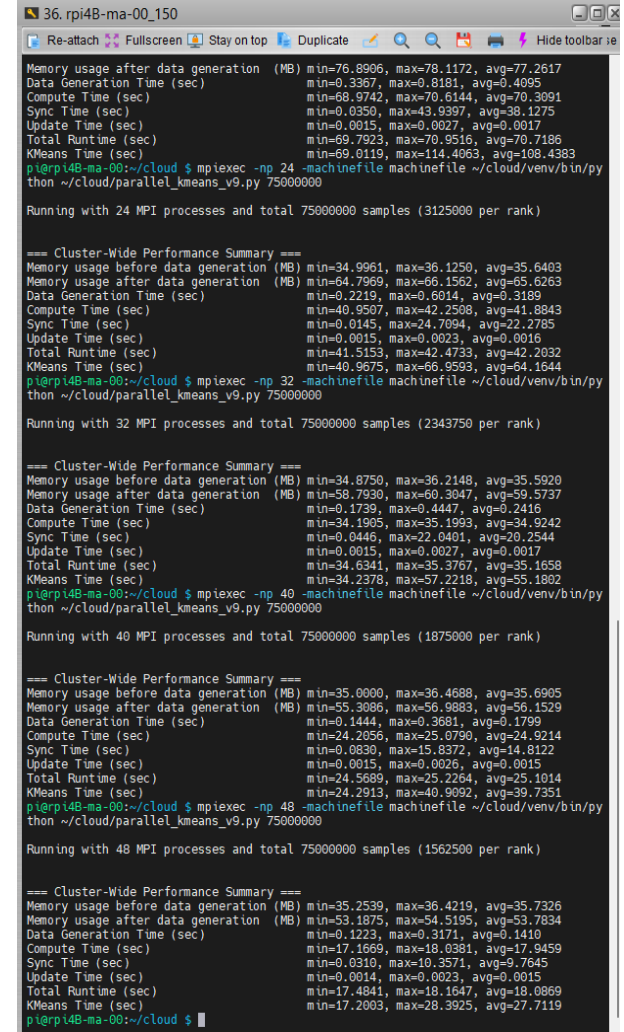 36. rpi4B-ma-00_150
Re-attach Fullscreen Stay on top Duplicate Hide toolbar se
Memory usage after data generation  (MB) min=76.8906, max=78.1172, avg=77.2617
Data Generation Time (sec)               min=0.3367, max=0.8181, avg=0.4095
Compute Time (sec)                       min=68.9742, max=70.6144, avg=70.3091
Sync Time (sec)                          min=0.0350, max=43.9397, avg=38.1275
Update Time (sec)                        min=0.0015, max=0.0027, avg=0.0017
Total Runtime (sec)                      min=69.7923, max=70.9516, avg=70.7186
KMeans Time (sec)                        min=69.0119, max=114.4063, avg=108.4383
pi@rpi4B-ma-00:~/cloud $ mpiexec -np 24 -machinefile machinefile ~/cloud/venv/bin/py
thon ~/cloud/parallel_kmeans_v9.py 75000000
Running with 24 MPI processes and total 75000000 samples (3125000 per rank)
=== Cluster-Wide Performance Summary ===
Memory usage before data generation (MB) min=34.9961, max=36.1250, avg=35.6403
Memory usage after data generation  (MB) min=64.7969, max=66.1562, avg=65.6263
Data Generation Time (sec)               min=0.2219, max=0.6014, avg=0.3189
Compute Time (sec)                       min=40.9507, max=42.2508, avg=41.8843
Sync Time (sec)                          min=0.0145, max=24.7094, avg=22.2785
Update Time (sec)                        min=0.0015, max=0.0023, avg=0.0016
Total Runtime (sec)                      min=41.5153, max=42.4733, avg=42.2032
KMeans Time (sec)                        min=40.9675, max=66.9593, avg=64.1644
pi@rpi4B-ma-00:~/cloud $ mpiexec -np 32 -machinefile machinefile ~/cloud/venv/bin/py
thon ~/cloud/parallel_kmeans_v9.py 75000000
Running with 32 MPI processes and total 75000000 samples (2343750 per rank)
=== Cluster-Wide Performance Summary ===
Memory usage before data generation (MB) min=34.8750, max=36.2148, avg=35.5920
Memory usage after data generation  (MB) min=58.7930, max=60.3047, avg=59.5737
Data Generation Time (sec)               min=0.1739, max=0.4447, avg=0.2416
Compute Time (sec)                       min=34.1905, max=35.1993, avg=34.9242
Sync Time (sec)                          min=0.0446, max=22.0401, avg=20.2544
Update Time (sec)                        min=0.0015, max=0.0027, avg=0.0017
Total Runtime (sec)                      min=34.6341, max=35.3767, avg=35.1658
KMeans Time (sec)                        min=34.2378, max=57.2218, avg=55.1802
pi@rpi4B-ma-00:~/cloud $ mpiexec -np 40 -machinefile machinefile ~/cloud/venv/bin/py
thon ~/cloud/parallel_kmeans_v9.py 75000000
Running with 40 MPI processes and total 75000000 samples (1875000 per rank)
=== Cluster-Wide Performance Summary ===
Memory usage before data generation (MB) min=35.0000, max=36.4688, avg=35.6905
Memory usage after data generation  (MB) min=55.3086, max=56.9883, avg=56.1529
Data Generation Time (sec)               min=0.1444, max=0.3681, avg=0.1799
Compute Time (sec)                       min=24.2056, max=25.0790, avg=24.9214
Sync Time (sec)                          min=0.0830, max=15.8372, avg=14.8122
Update Time (sec)                        min=0.0015, max=0.0026, avg=0.0015
Total Runtime (sec)                      min=24.5689, max=25.2264, avg=25.1014
KMeans Time (sec)                        min=24.2913, max=40.9092, avg=39.7351
pi@rpi4B-ma-00:~/cloud $ mpiexec -np 48 -machinefile machinefile ~/cloud/venv/bin/py
thon ~/cloud/parallel_kmeans_v9.py 75000000
Running with 48 MPI processes and total 75000000 samples (1562500 per rank)
=== Cluster-Wide Performance Summary ===
Memory usage before data generation (MB) min=35.2539, max=36.4219, avg=35.7326
Memory usage after data generation  (MB) min=53.1875, max=54.5195, avg=53.7834
Data Generation Time (sec)               min=0.1223, max=0.3171, avg=0.1410
Compute Time (sec)                       min=17.1669, max=18.0381, avg=17.9459
Sync Time (sec)                          min=0.0310, max=10.3571, avg=9.7645
Update Time (sec)                        min=0.0014, max=0.0023, avg=0.0015
Total Runtime (sec)                      min=17.4841, max=18.1647, avg=18.0869
KMeans Time (sec)                        min=17.2003, max=28.3925, avg=27.7119
pi@rpi4B-ma-00:~/cloud $